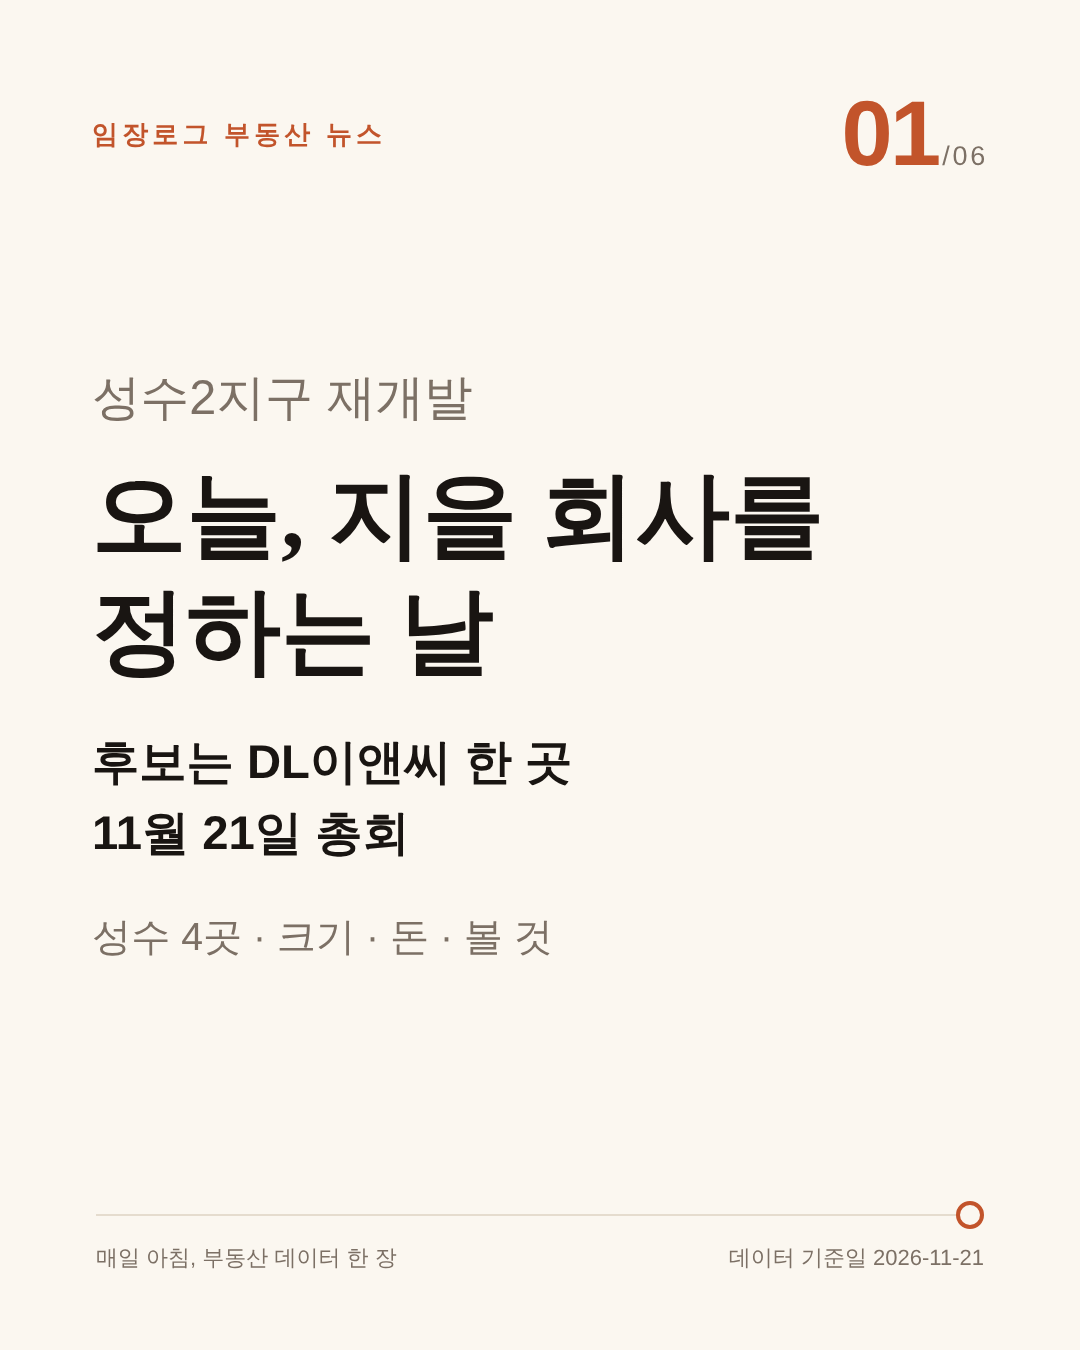 임장로그 부동산 뉴스
01/06
성수2지구 재개발
오늘, 지을 회사를
정하는 날
후보는 DL이앤씨 한 곳
11월 21일 총회
성수 4곳 · 크기 · 돈 · 볼 것
매일 아침, 부동산 데이터 한 장
데이터 기준일 2026-11-21